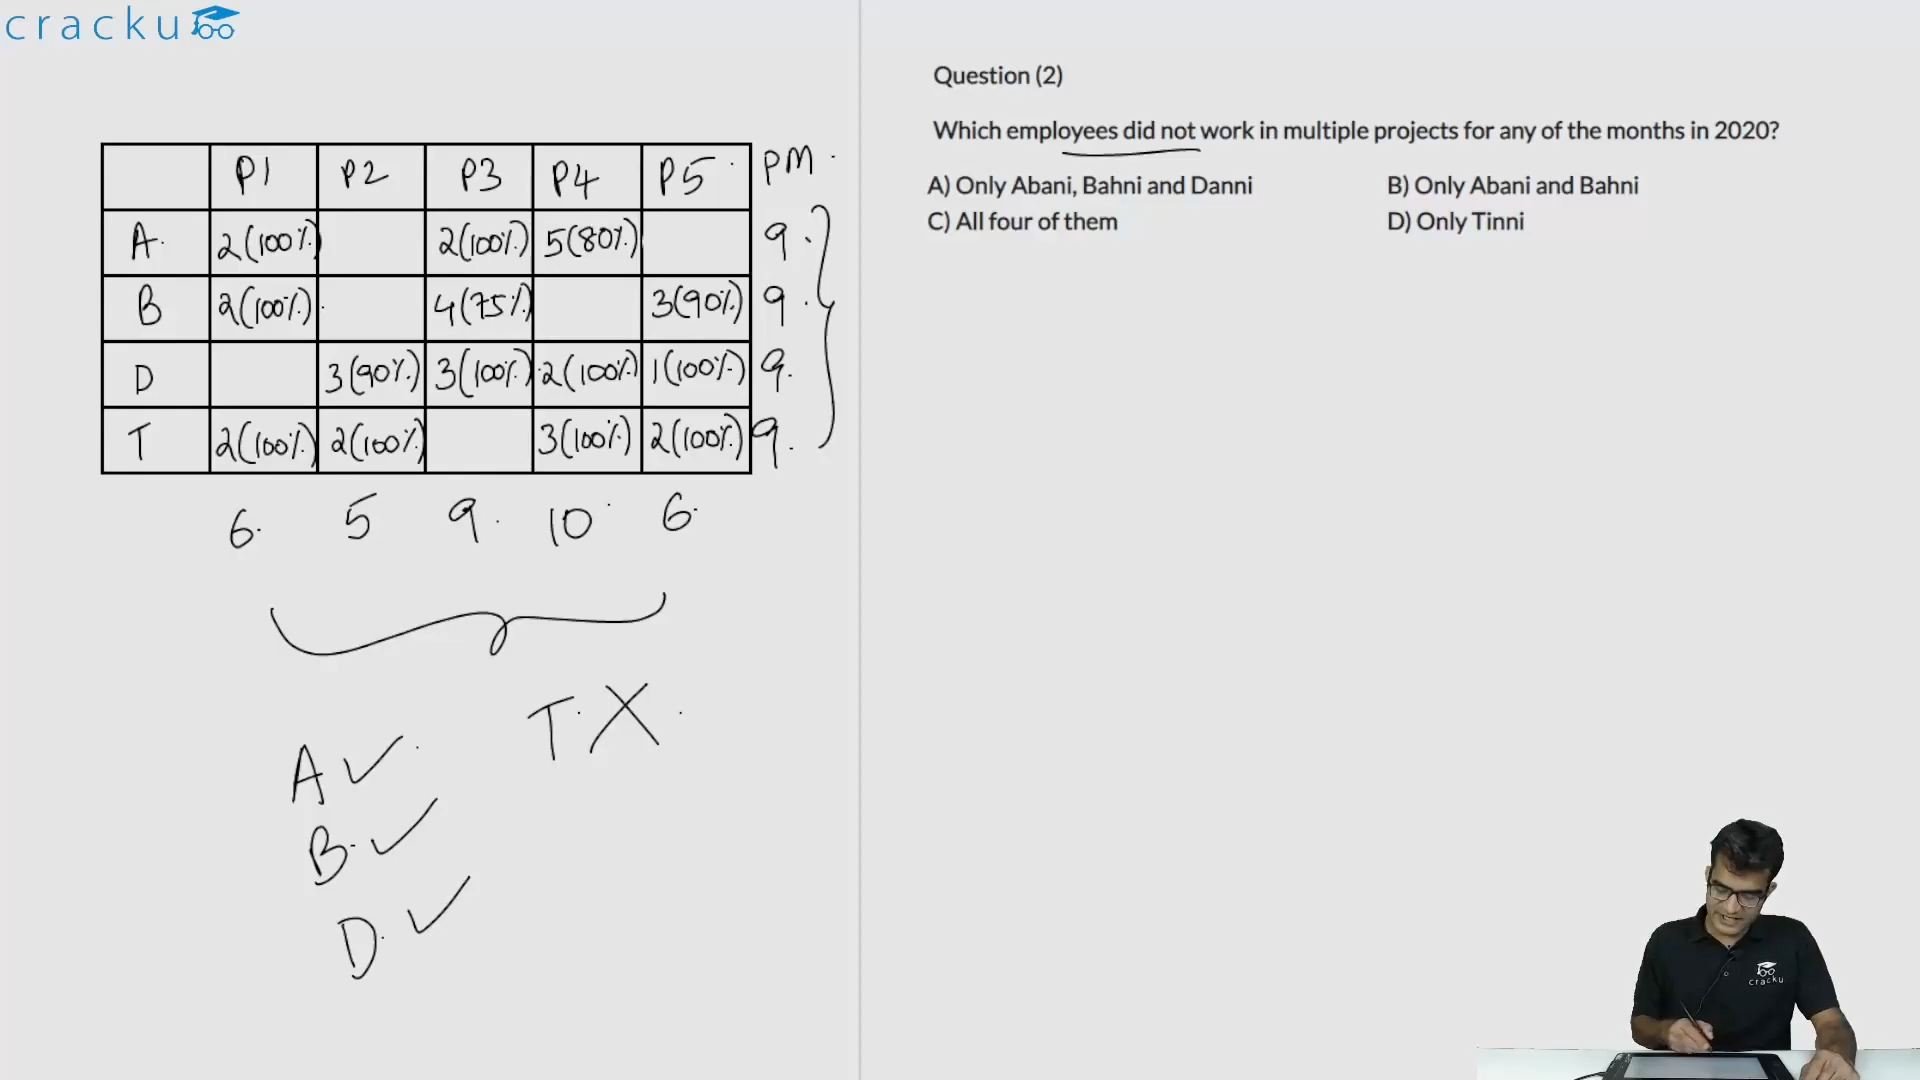 cracku
P1 P2 P3 P4 P5 PM
A 2(100%) 2(100%) 5(80%) 9
B 2(100%) 4(75%) 3(90%) 9
D 3(90%) 3(100%) 2(100%) 1(100%) 9
T 2(100%) 2(100%) 3(100%) 2(100%) 9
6 5 9 10 6
T X
A ✓
B ✓
D ✓
Question (2)
Which employees did not work in multiple projects for any of the months in 2020?
A) Only Abani, Bahni and Danni
B) Only Abani and Bahni
C) All four of them
D) Only Tinni
cracku